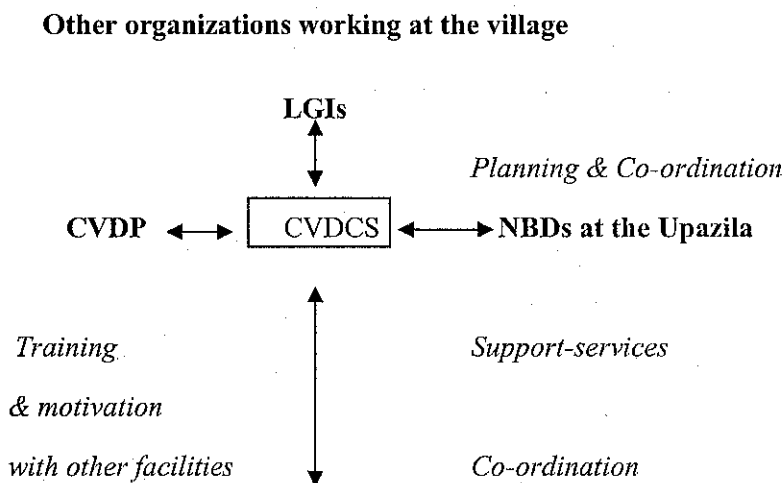 Other organizations working at the village
LGIs
Planning & Co-ordination
CVDP CVDCS NBDs at the Upazila
Training Support-services
& motivation
with other facilities Co-ordination